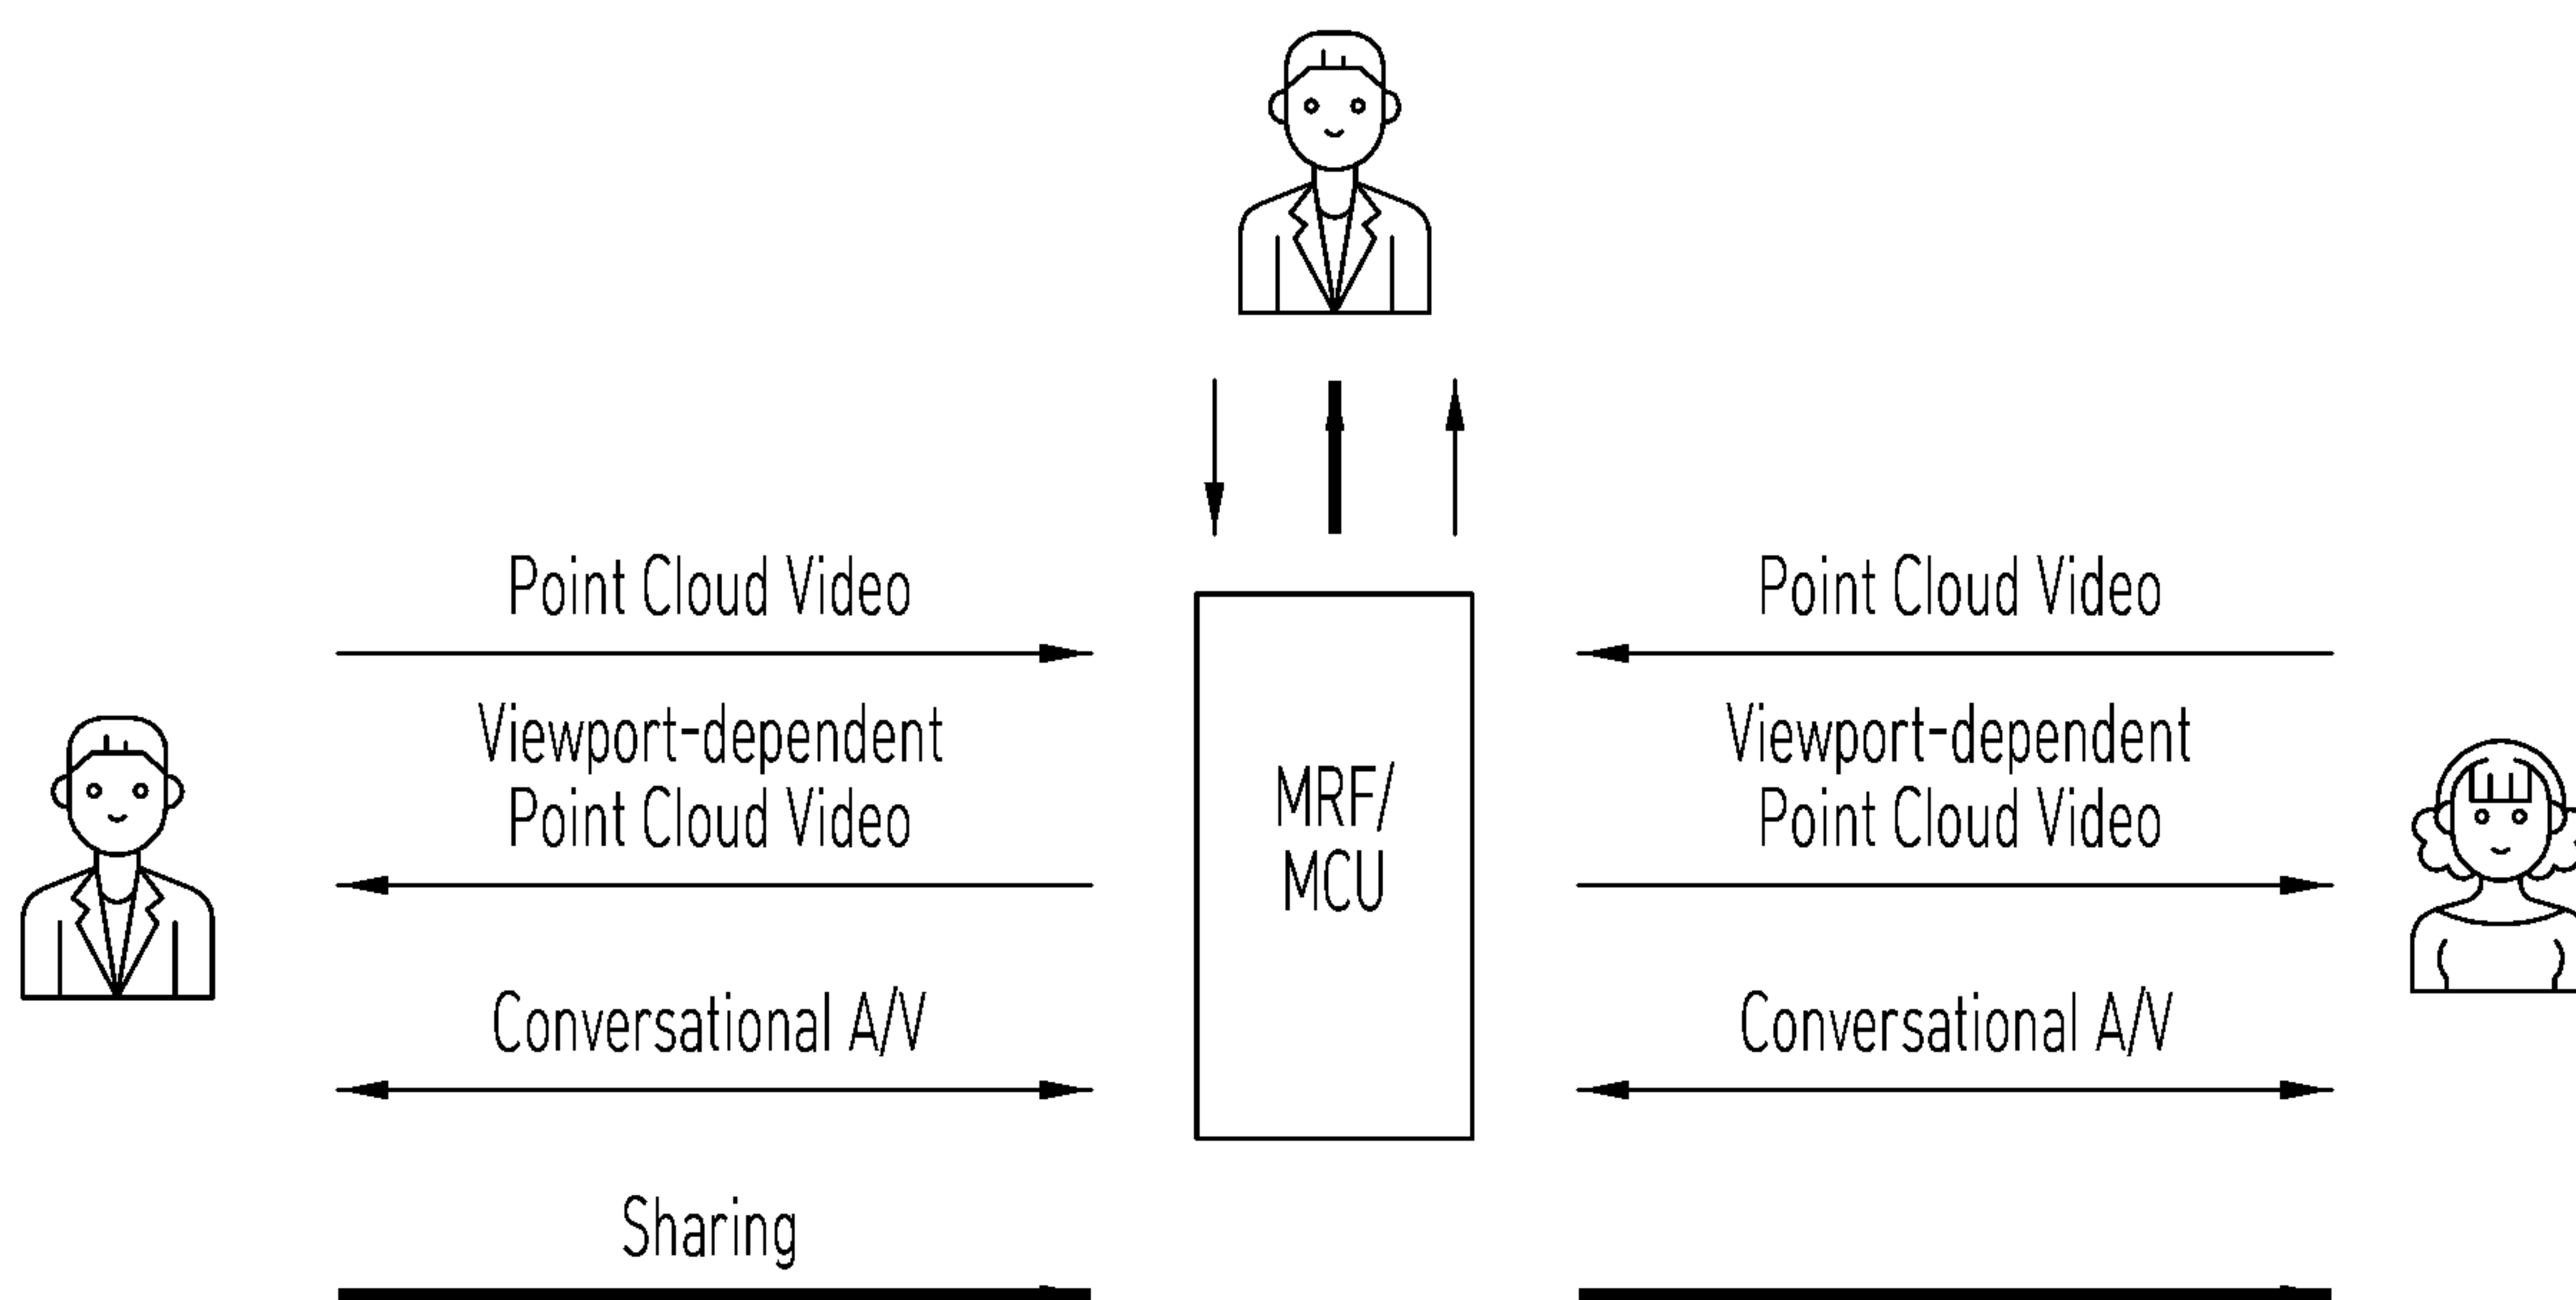 Point Cloud Video
Viewport-dependent
Point Cloud Video
Conversational A/V
Sharing
MRF/
MCU
Point Cloud Video
Viewport-dependent
Point Cloud Video
Conversational A/V